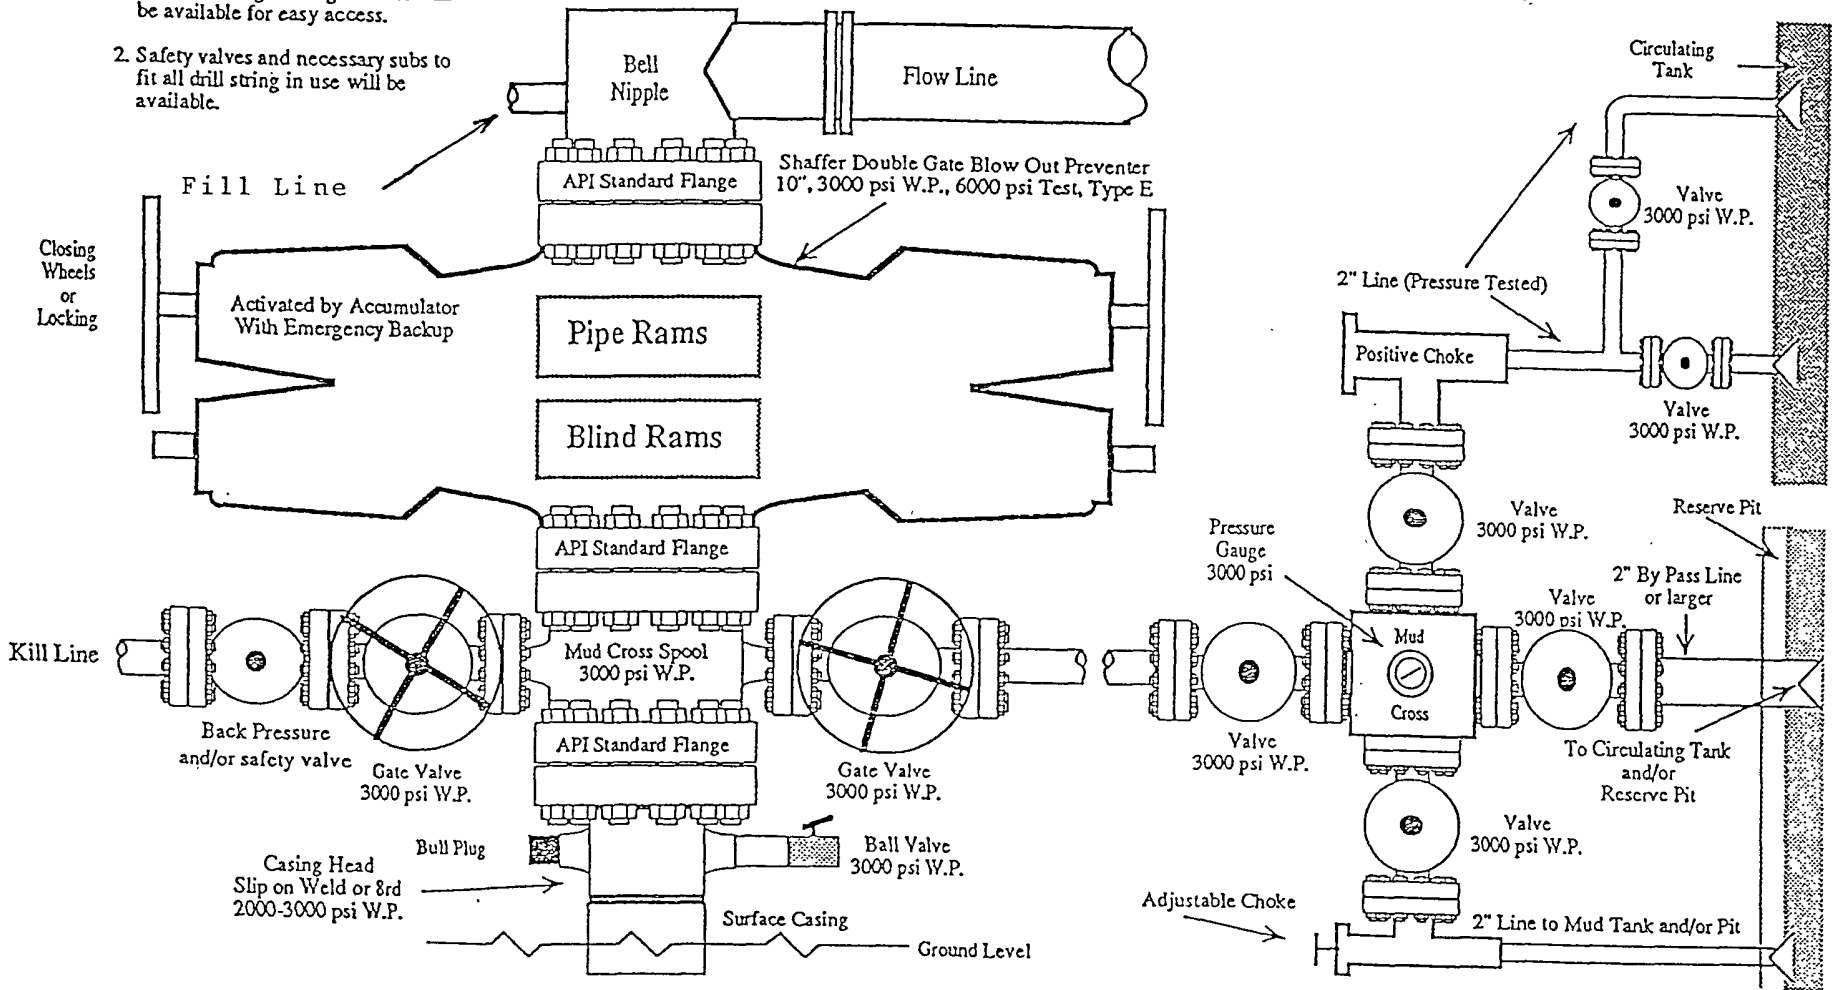 be available for easy access.
2. Safety valves and necessary subs to
fit all drill string in use will be
available.
Bell
Nipple
Flow Line
Fill Line
API Standard Flange
Shaffer Double Gate Blow Out Preventer
10", 3000 psi W.P., 6000 psi Test, Type E
Closing
Wheels
or
Locking
Activated by Accumulator
With Emergency Backup
Pipe Rams
Blind Rams
API Standard Flange
Kill Line
Mud Cross Spool
3000 psi W.P.
Back Pressure
and/or safety valve
Gate Valve
3000 psi W.P.
API Standard Flange
Gate Valve
3000 psi W.P.
Bull Plug
Ball Valve
3000 psi W.P.
Casing Head
Slip on Weld or 8rd
2000-3000 psi W.P.
Surface Casing
Ground Level
Circulating
Tank
Valve
3000 psi W.P.
2" Line (Pressure Tested)
Positive Choke
Valve
3000 psi W.P.
Valve
3000 psi W.P.
Reserve Pit
Pressure
Gauge
3000 psi
2" By Pass Line
or larger
Valve
3000 psi W.P.
Mud
Cross
Valve
3000 psi W.P.
To Circulating Tank
and/or
Reserve Pit
Valve
3000 psi W.P.
Adjustable Choke
2" Line to Mud Tank and/or Pit